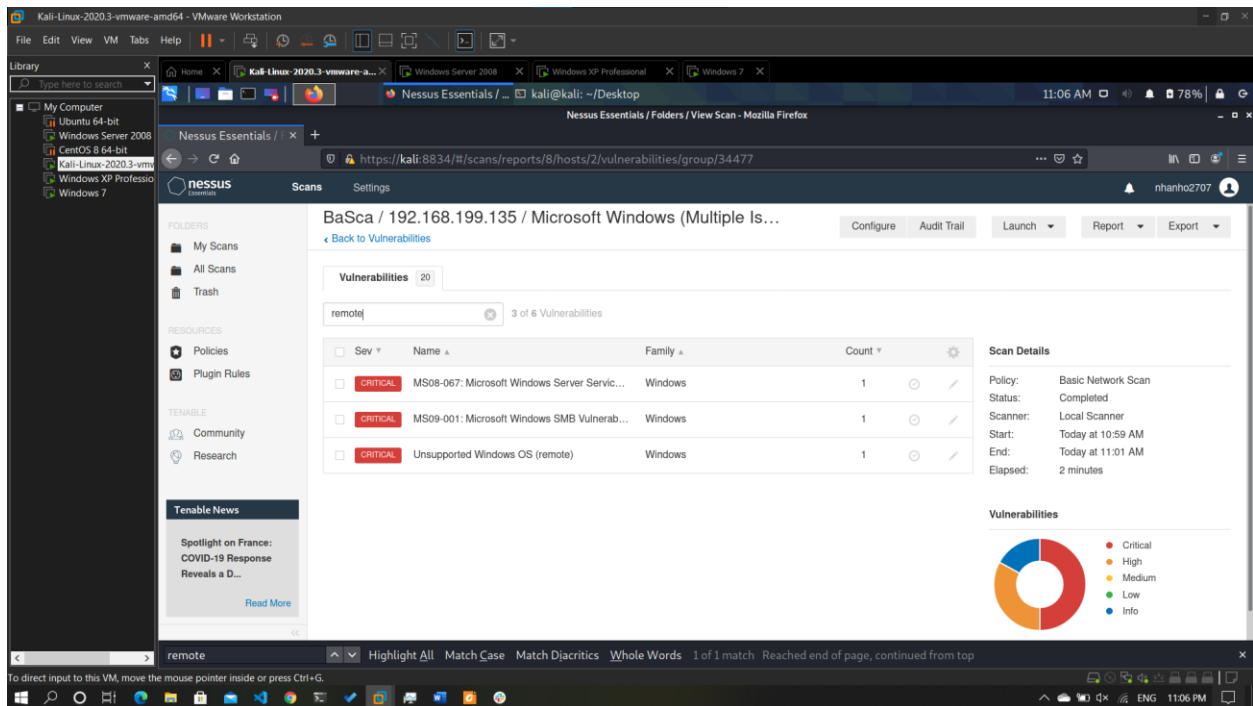 Kali-Linux-2020.3-vmware-amd64 - VMware Workstation
File Edit View VM Tabs Help
Library
Type here to search
My Computer
Ubuntu 64-bit
Windows Server 2008
CentOS 8 64-bit
Kali-Linux-2020.3-vmv
Windows XP Professio
Windows 7
Home
Kali-Linux-2020.3-vmware-a...
Windows Server 2008
Windows XP Professional
Windows 7
Nessus Essentials / ...
kali@kali: ~/Desktop
11:06 AM
78%
Nessus Essentials / Folders / View Scan - Mozilla Firefox
Nessus Essentials / F
https://kali:8834/#/scans/reports/8/hosts/2/vulnerabilities/group/34477
nessus
Essentials
Scans
Settings
nhanho2707
FOLDERS
My Scans
All Scans
Trash
RESOURCES
Policies
Plugin Rules
TENABLE
Community
Research
Tenable News
Spotlight on France:
COVID-19 Response
Reveals a D...
Read More
BaSca / 192.168.199.135 / Microsoft Windows (Multiple Is...
Back to Vulnerabilities
Configure
Audit Trail
Launch
Report
Export
Vulnerabilities 20
remote
3 of 6 Vulnerabilities
Sev Name Family Count
CRITICAL MS08-067: Microsoft Windows Server Servic... Windows 1
CRITICAL MS09-001: Microsoft Windows SMB Vulnerab... Windows 1
CRITICAL Unsupported Windows OS (remote) Windows 1
Scan Details
Policy: Basic Network Scan
Status: Completed
Scanner: Local Scanner
Start: Today at 10:59 AM
End: Today at 11:01 AM
Elapsed: 2 minutes
Vulnerabilities
Critical
High
Medium
Low
Info
remote
Highlight All Match Case Match Diacritics Whole Words 1 of 1 match Reached end of page, continued from top
To direct input to this VM, move the mouse pointer inside or press Ctrl+G.
ENG 11:06 PM